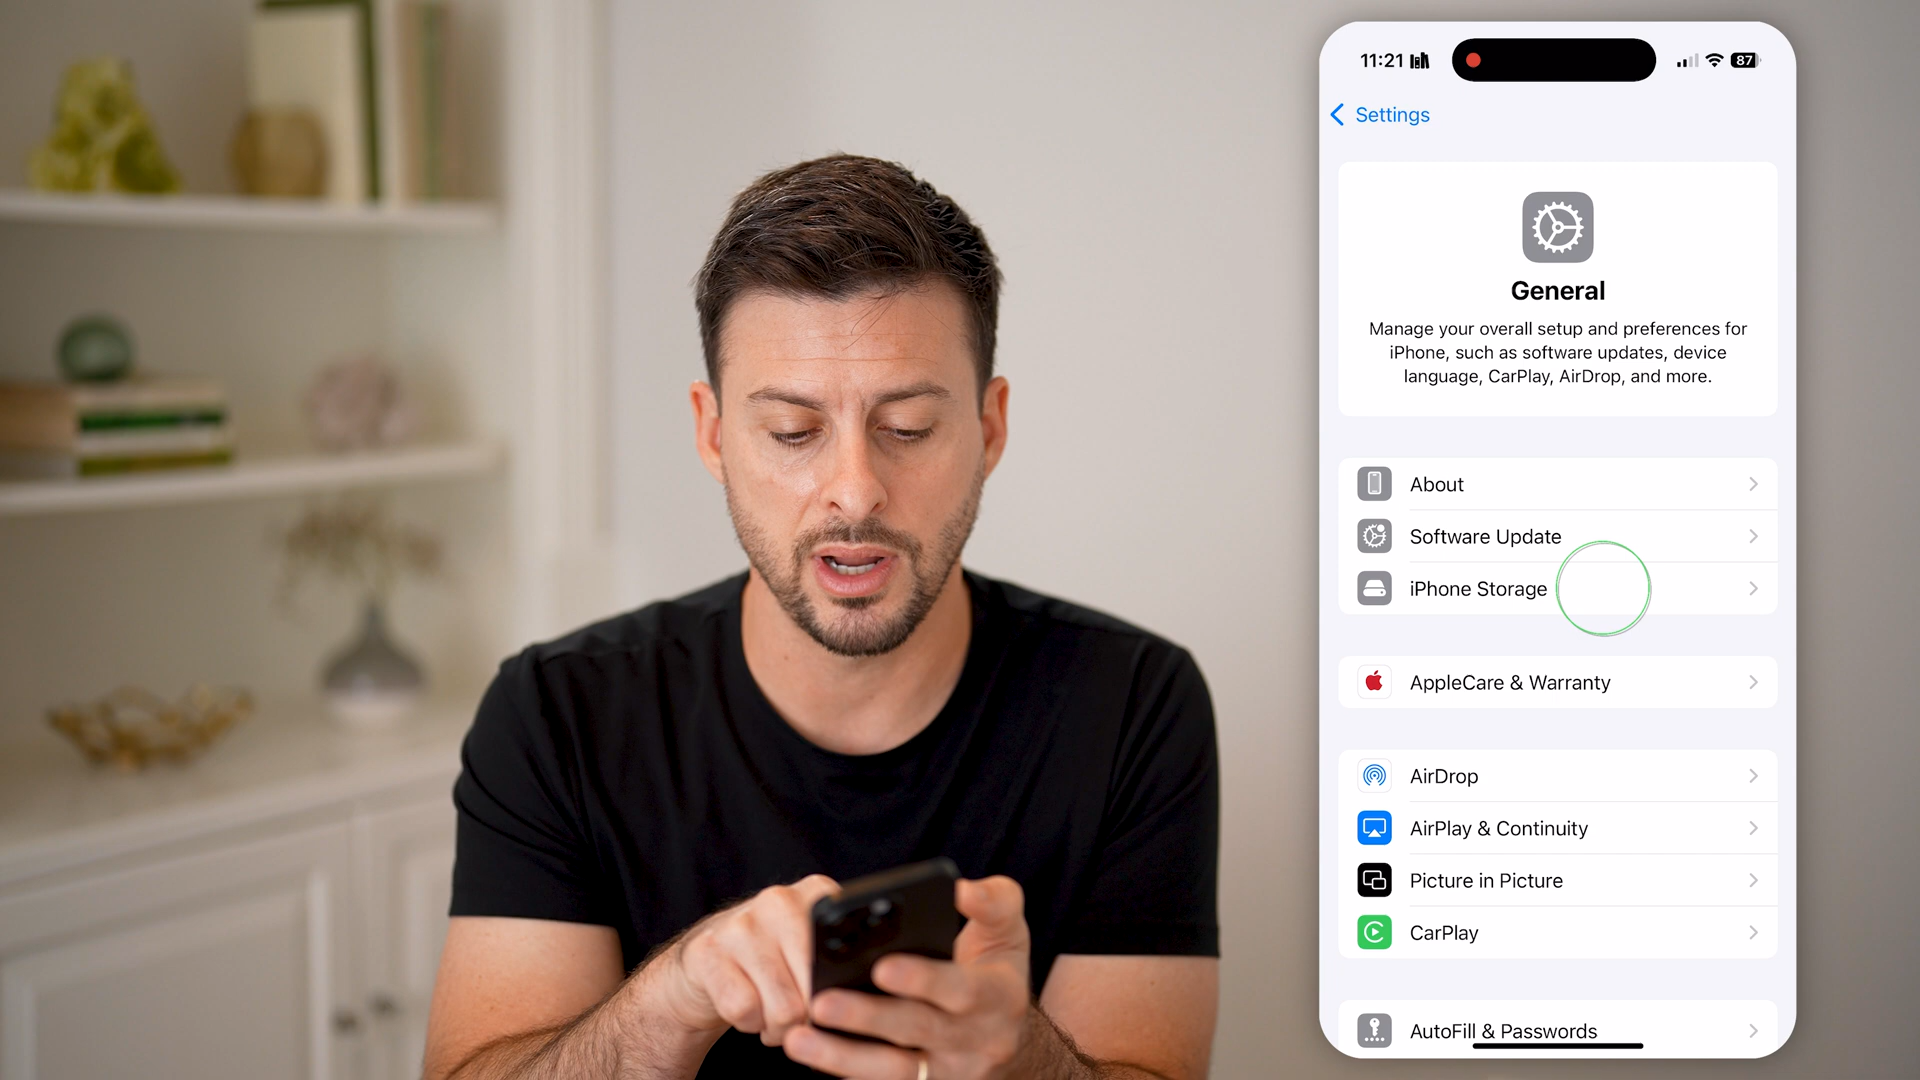 11:21
87
Settings
General
Manage your overall setup and preferences for
iPhone, such as software updates, device
language, CarPlay, AirDrop, and more.
About
Software Update
iPhone Storage
AppleCare & Warranty
AirDrop
AirPlay & Continuity
Picture in Picture
CarPlay
AutoFill & Passwords